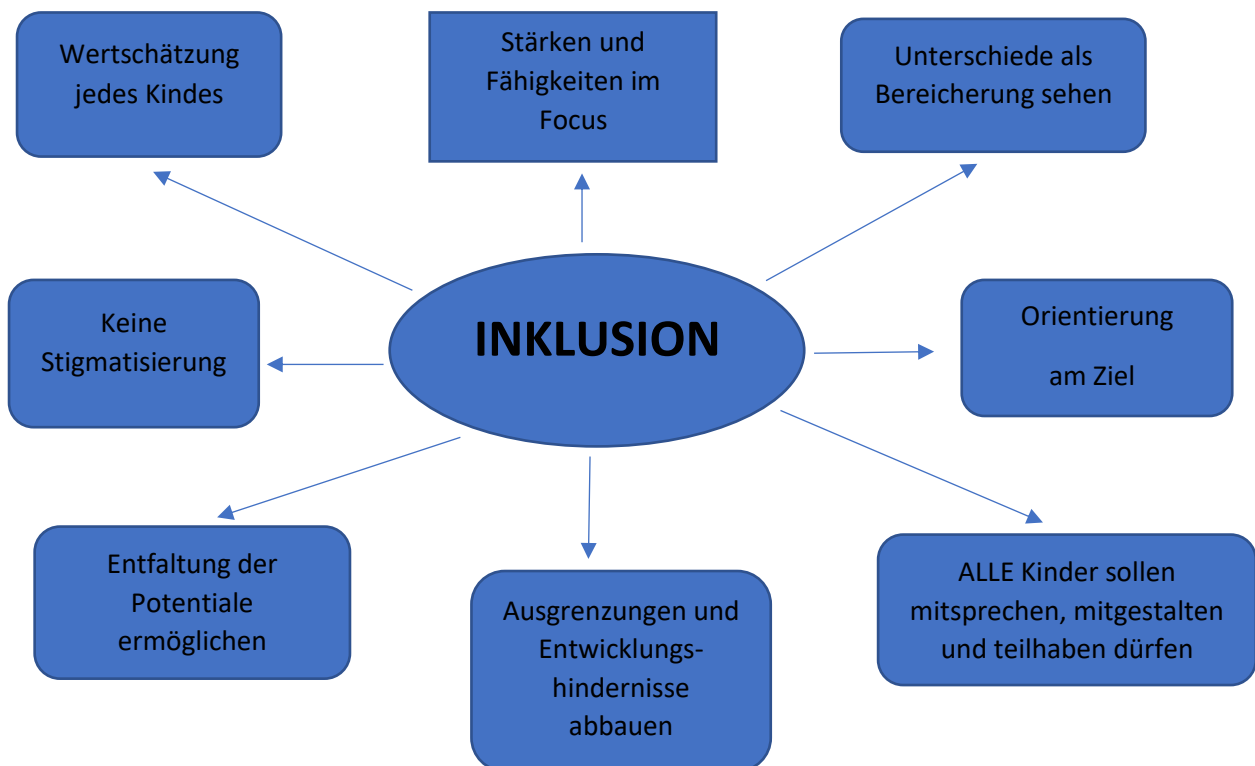 Wertschätzung
jedes Kindes
Stärken und
Fähigkeiten im
Focus
Unterschiede als
Bereicherung sehen
Keine
Stigmatisierung
INKLUSION
Orientierung
am Ziel
Entfaltung der
Potentiale
ermöglichen
Ausgrenzungen und
Entwicklungs-
hindernisse
abbauen
ALLE Kinder sollen
mitsprechen, mitgestalten
und teilhaben dürfen